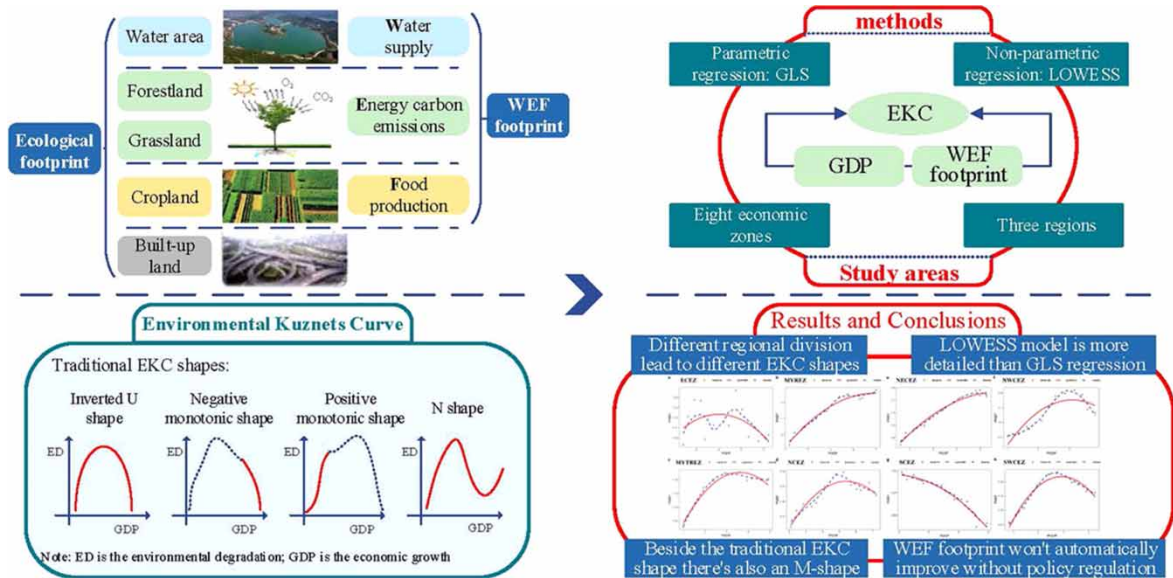 Ecological
footprint
Water area
Forestland
Grassland
Cropland
Built-up
land
O2
CO2
Water
supply
Energy carbon
emissions
Food
production
WEF
footprint
methods
Parametric
regression: GLS
Non-parametric
regression: LOWESS
EKC
GDP
WEF
footprint
Eight economic
zones
Three regions
Study areas
Environmental Kuznets Curve
Traditional EKC shapes:
Inverted U
shape
ED
GDP
Negative
monotonic shape
ED
GDP
Positive
monotonic shape
ED
GDP
N shape
ED
GDP
Note: ED is the environmental degradation; GDP is the economic growth
Results and Conclusions
Different regional division
lead to different EKC shapes
LOWESS model is more
detailed than GLS regression
ECEZ
MYREZ
NECEZ
NWCEZ
MYTREZ
NCEZ
SCEZ
SWCEZ
Beside the traditional EKC
shape there's also an M-shape
WEF footprint won't automatically
improve without policy regulation